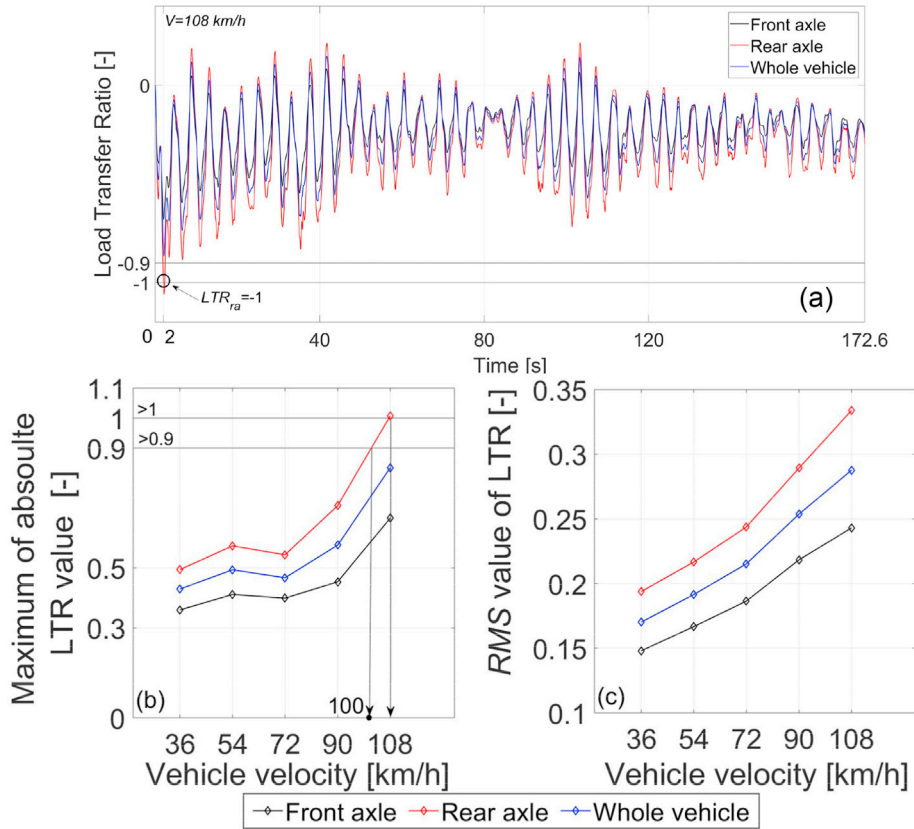 V=108 km/h
Front axle
Rear axle
Whole vehicle
Load Transfer Ratio [-]
0
-0.9
-1
LTRra=-1
(a)
0 2 40 80 120 172.6
Time [s]
Maximum of absoulte
LTR value [-]
1.1
1
>1
0.9
>0.9
0.5
0.3
0
(b)
100
36 54 72 90 108
Vehicle velocity [km/h]
RMS value of LTR [-]
0.35
0.3
0.25
0.2
0.15
0.1
(c)
36 54 72 90 108
Vehicle velocity [km/h]
Front axle Rear axle Whole vehicle